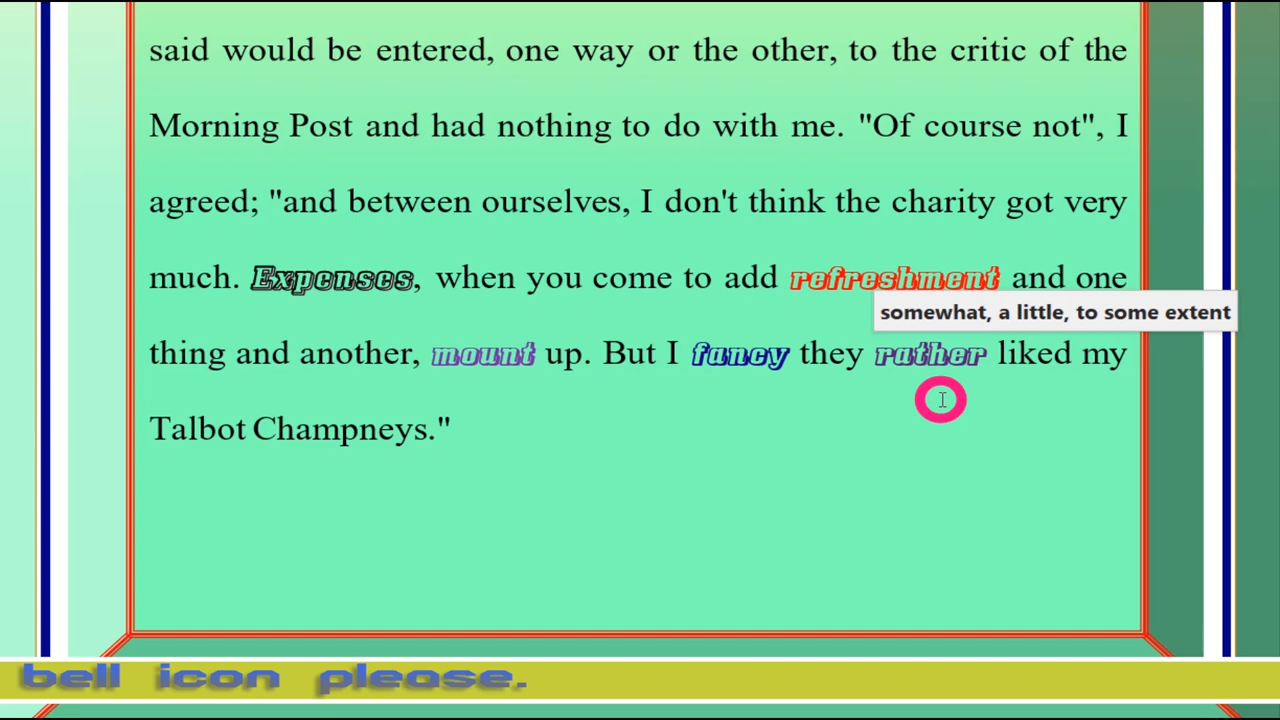 said would be entered, one way or the other, to the critic of the
Morning Post and had nothing to do with me. "Of course not", I
agreed; "and between ourselves, I don't think the charity got very
much. Expenses, when you come to add refreshment and one
somewhat, a little, to some extent
thing and another, mount up. But I fancy they rather liked my
Talbot Champneys."
bell icon please.